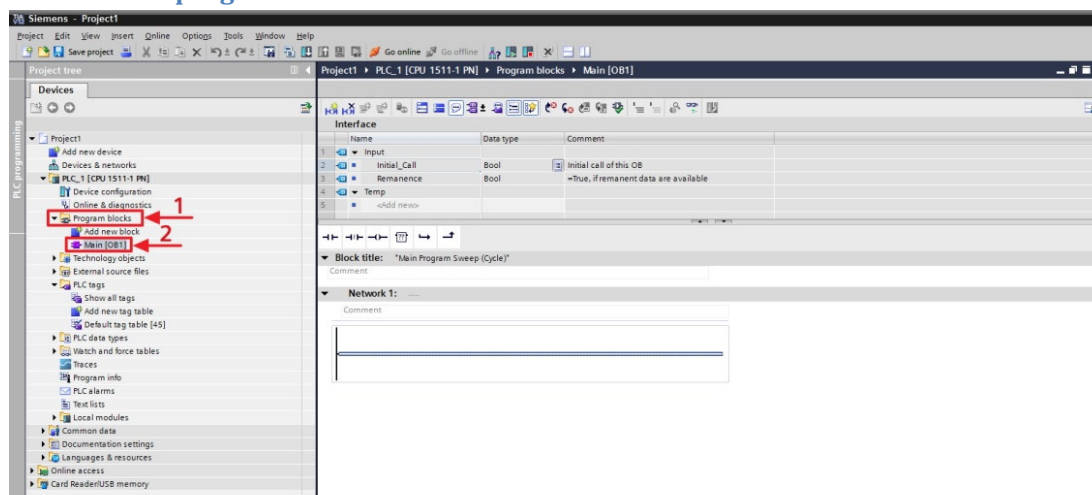 Siemens - Project1
Project Edit View Insert Online Options Tools Window Help
Save project Go online Go offline
Project tree
Project1 ▸ PLC_1 [CPU 1511-1 PN] ▸ Program blocks ▸ Main [OB1]
Devices
PLC programming
Project1
Add new device
Devices & networks
PLC_1 [CPU 1511-1 PN]
Device configuration
Online & diagnostics
Program blocks 1
Add new block
Main [OB1] 2
Technology objects
External source files
PLC tags
Show all tags
Add new tag table
Default tag table [45]
PLC data types
Watch and force tables
Traces
Program info
PLC alarms
Text lists
Local modules
Common data
Documentation settings
Languages & resources
Online access
Card Reader/USB memory
Interface
Name Data type Comment
1 Input
2 Initial_Call Bool Initial call of this OB
3 Remanence Bool =True, if remanent data are available
4 Temp
5 <Add new>
Block title: "Main Program Sweep (Cycle)"
Comment
Network 1:
Comment